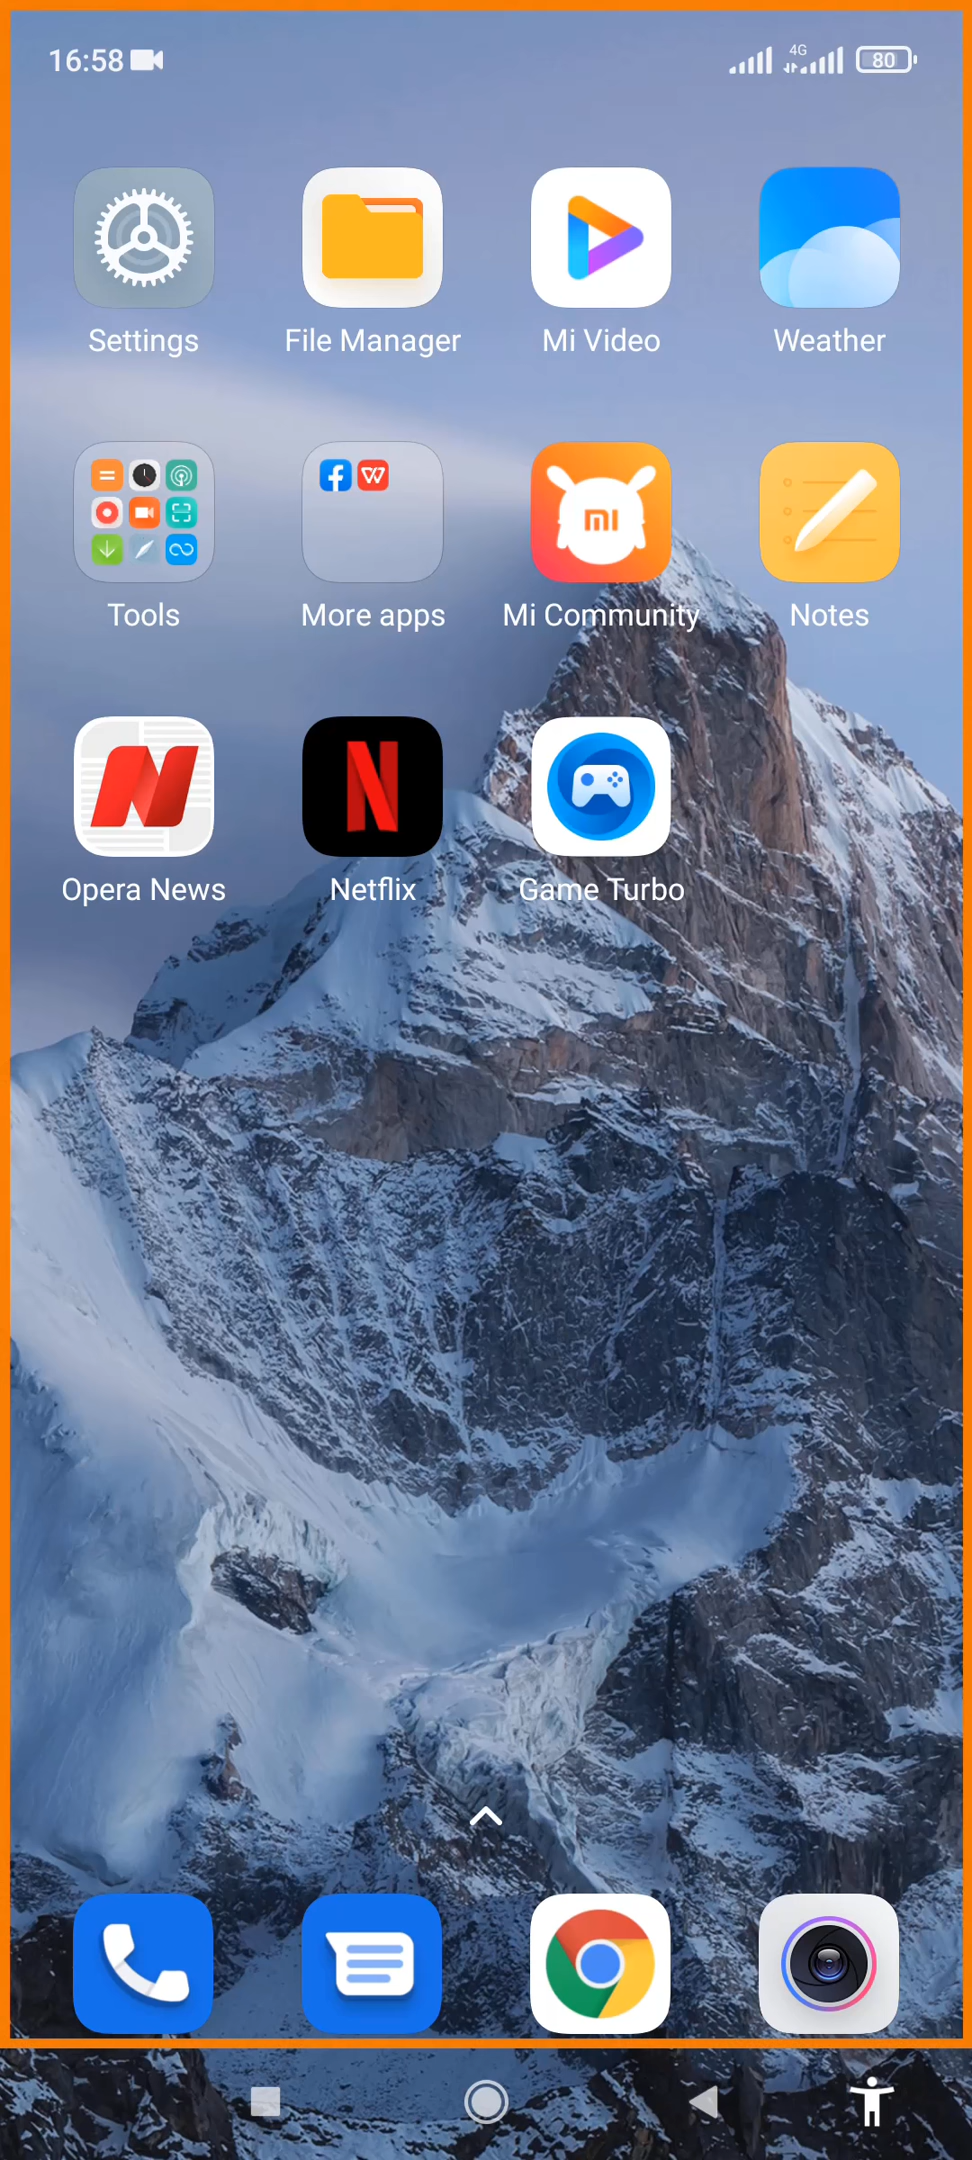 16:58 4G 80
Settings File Manager Mi Video Weather
Tools More apps Mi Community Notes
Opera News Netflix Game Turbo